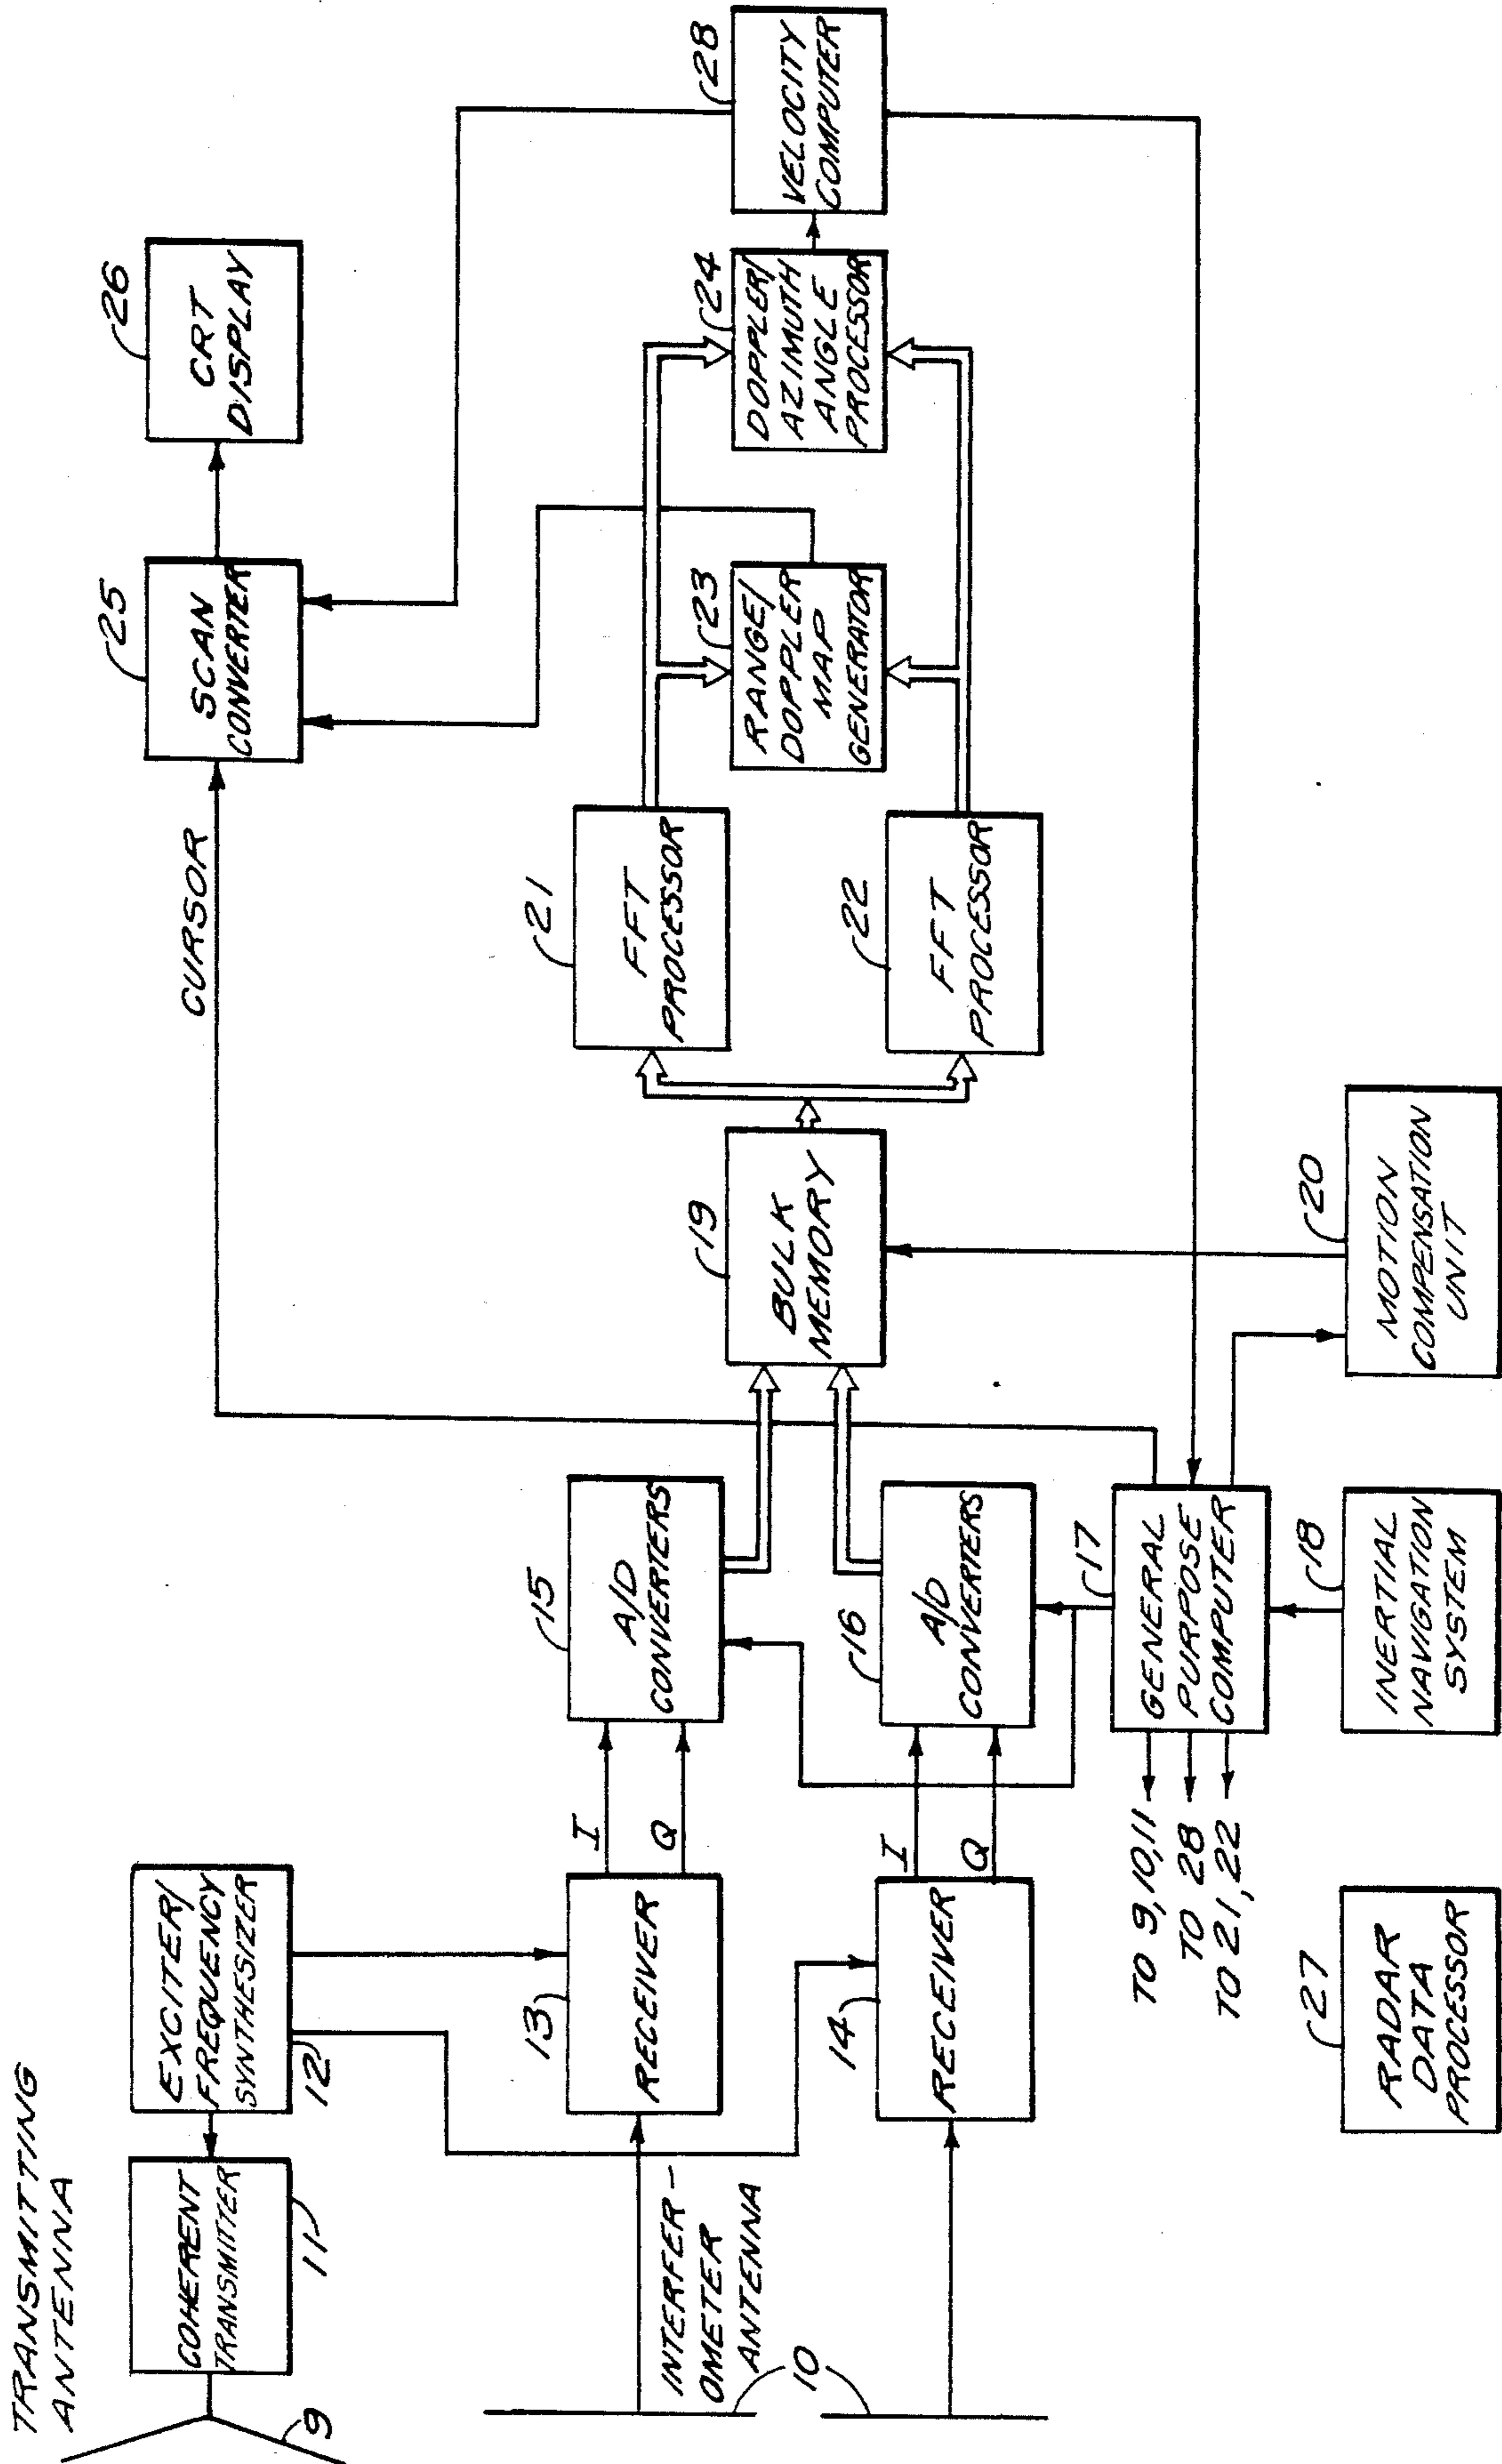 TRANSMITTING
ANTENNA
9
COHERENT
TRANSMITTER
11
EXCITER/
FREQUENCY
SYNTHESIZER
12
INTERFER-
OMETER
ANTENNA
10
RECEIVER
13
I
Q
RECEIVER
14
I
Q
A/D
CONVERTERS
15
A/D
CONVERTERS
16
GENERAL
PURPOSE
COMPUTER
17
TO 9,10,11
TO 28
TO 21,22
INERTIAL
NAVIGATION
SYSTEM
18
RADAR
DATA
PROCESSOR
27
BULK
MEMORY
19
MOTION
COMPENSATION
UNIT
20
CURSOR
FFT
PROCESSOR
21
FFT
PROCESSOR
22
RANGE/
DOPPLER
MAP
GENERATOR
23
DOPPLER/
AZIMUTH
ANGLE
PROCESSOR
24
SCAN
CONVERTER
25
CRT
DISPLAY
26
VELOCITY
COMPUTER
28